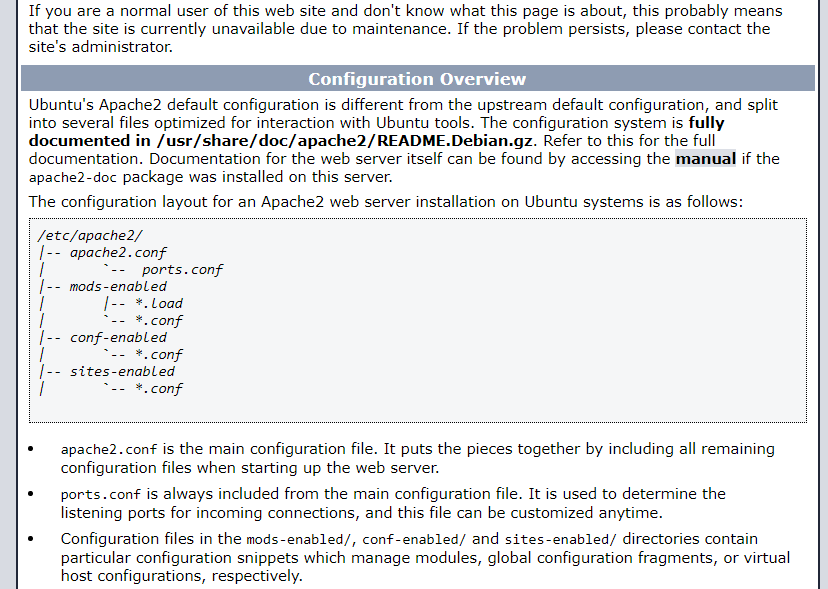 If you are a normal user of this web site and don't know what this page is about, this probably means
that the site is currently unavailable due to maintenance. If the problem persists, please contact the
site's administrator.
Configuration Overview
Ubuntu's Apache2 default configuration is different from the upstream default configuration, and split
into several files optimized for interaction with Ubuntu tools. The configuration system is fully
documented in /usr/share/doc/apache2/README.Debian.gz. Refer to this for the full
documentation. Documentation for the web server itself can be found by accessing the manual if the
apache2-doc package was installed on this server.
The configuration layout for an Apache2 web server installation on Ubuntu systems is as follows:
/etc/apache2/
|-- apache2.conf
|       `--  ports.conf
|-- mods-enabled
|       |-- *.load
|       `-- *.conf
|-- conf-enabled
|       `-- *.conf
|-- sites-enabled
|       `-- *.conf
• apache2.conf is the main configuration file. It puts the pieces together by including all remaining
configuration files when starting up the web server.
• ports.conf is always included from the main configuration file. It is used to determine the
listening ports for incoming connections, and this file can be customized anytime.
• Configuration files in the mods-enabled/, conf-enabled/ and sites-enabled/ directories contain
particular configuration snippets which manage modules, global configuration fragments, or virtual
host configurations, respectively.